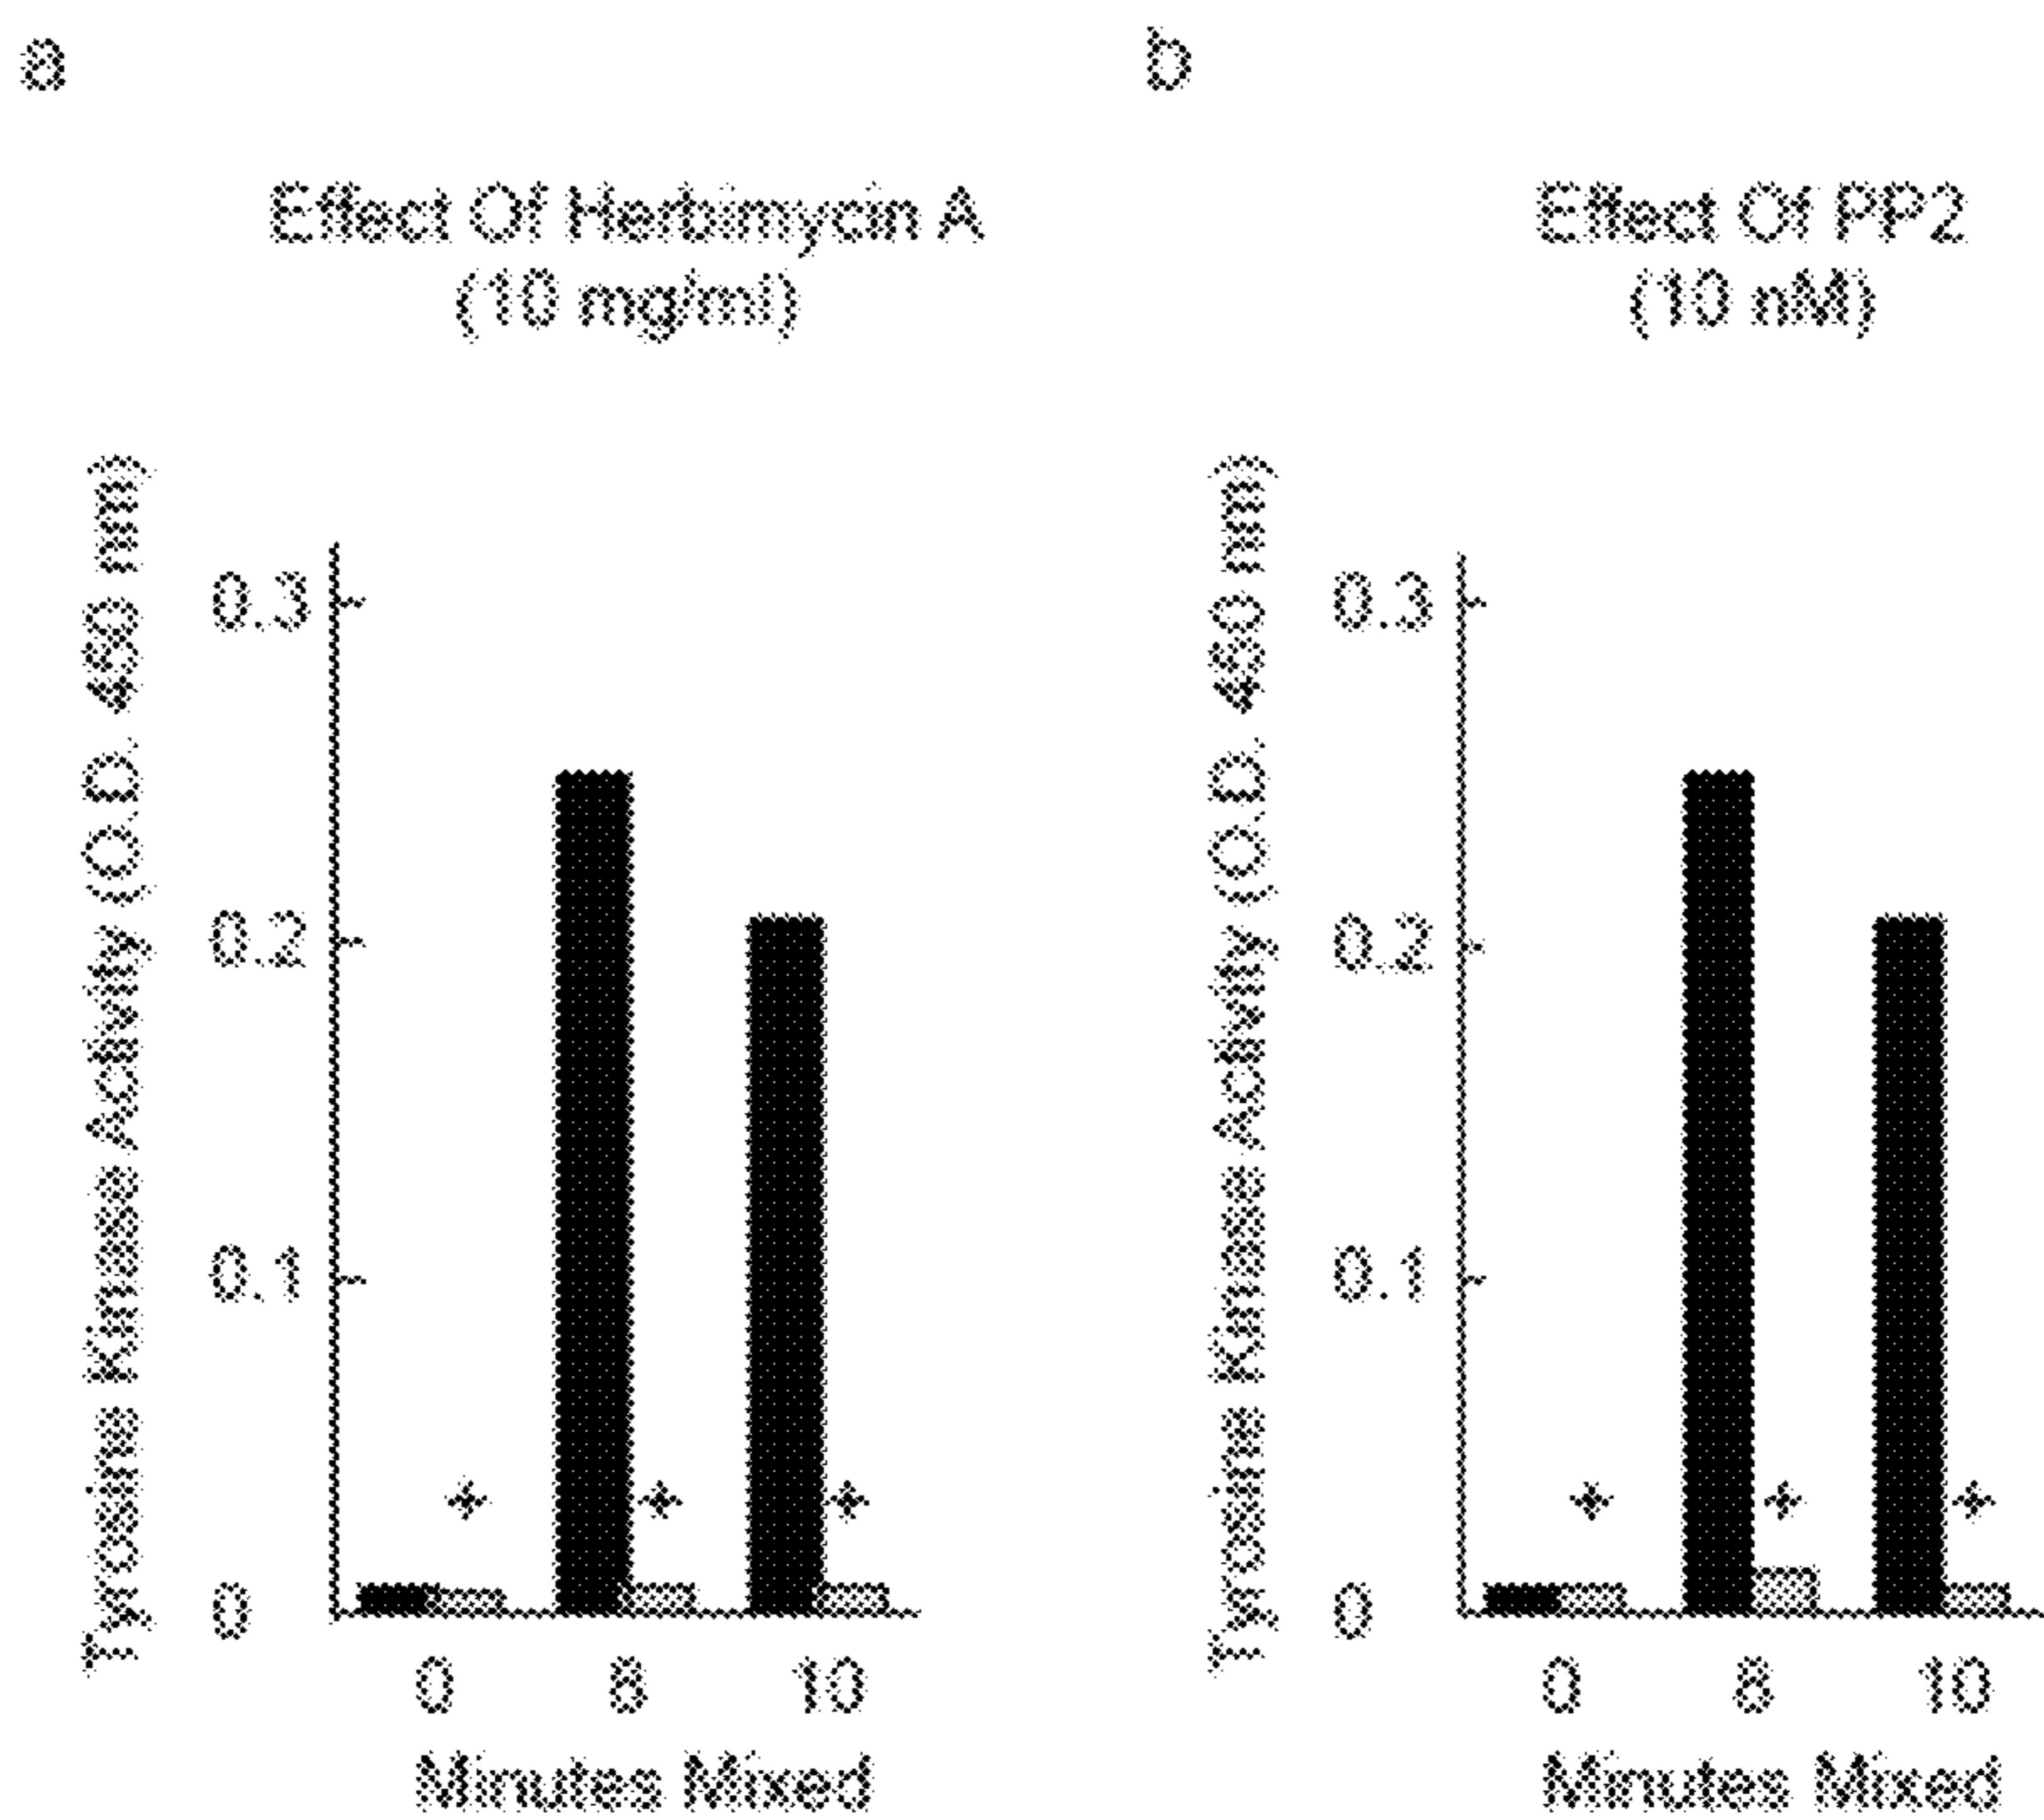 a
Effect Of Herbimycin A
(10 mg/ml)
Tyrosine Kinase Activity (O.D. 450 nm)
0.3
0.2
0.1
0
+
+
+
0 8 10
Minutes Mixed
b
Effect Of PP2
(10 nM)
Tyrosine Kinase Activity (O.D. 450 nm)
0.3
0.2
0.1
0
+
+
+
0 8 10
Minutes Mixed